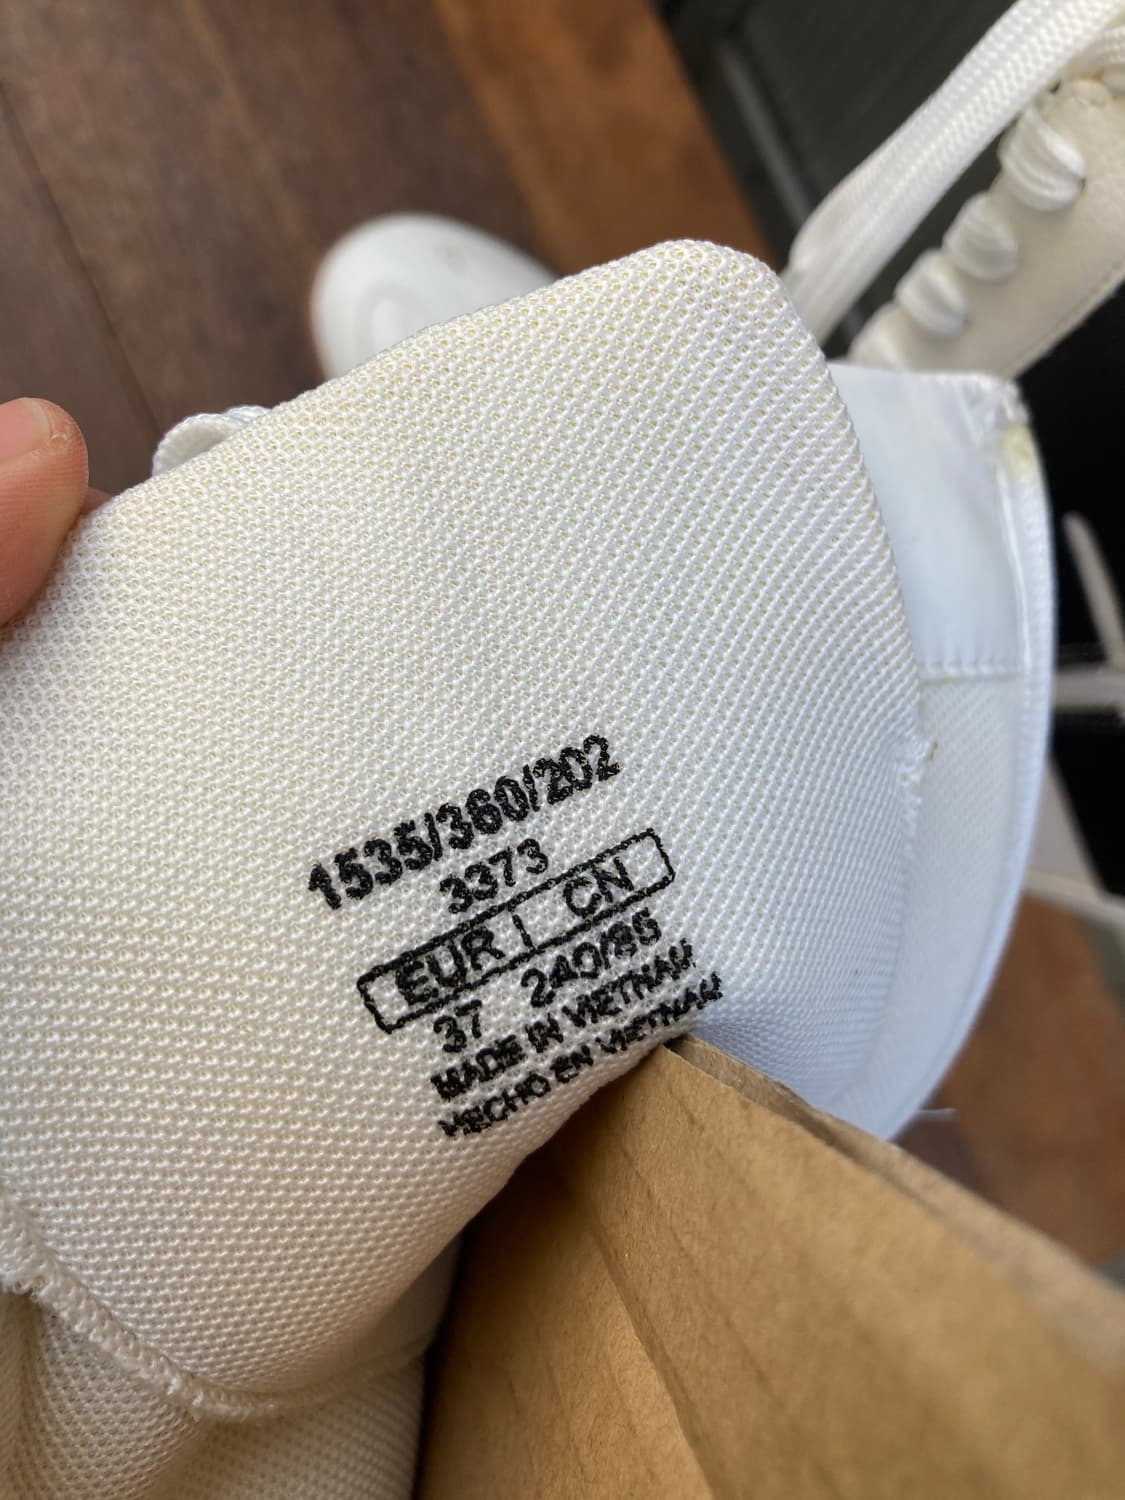 1535/360/202
3373
EUR CN
37 240/85
MADE IN VIETNAM
HECHO EN VIETNAM